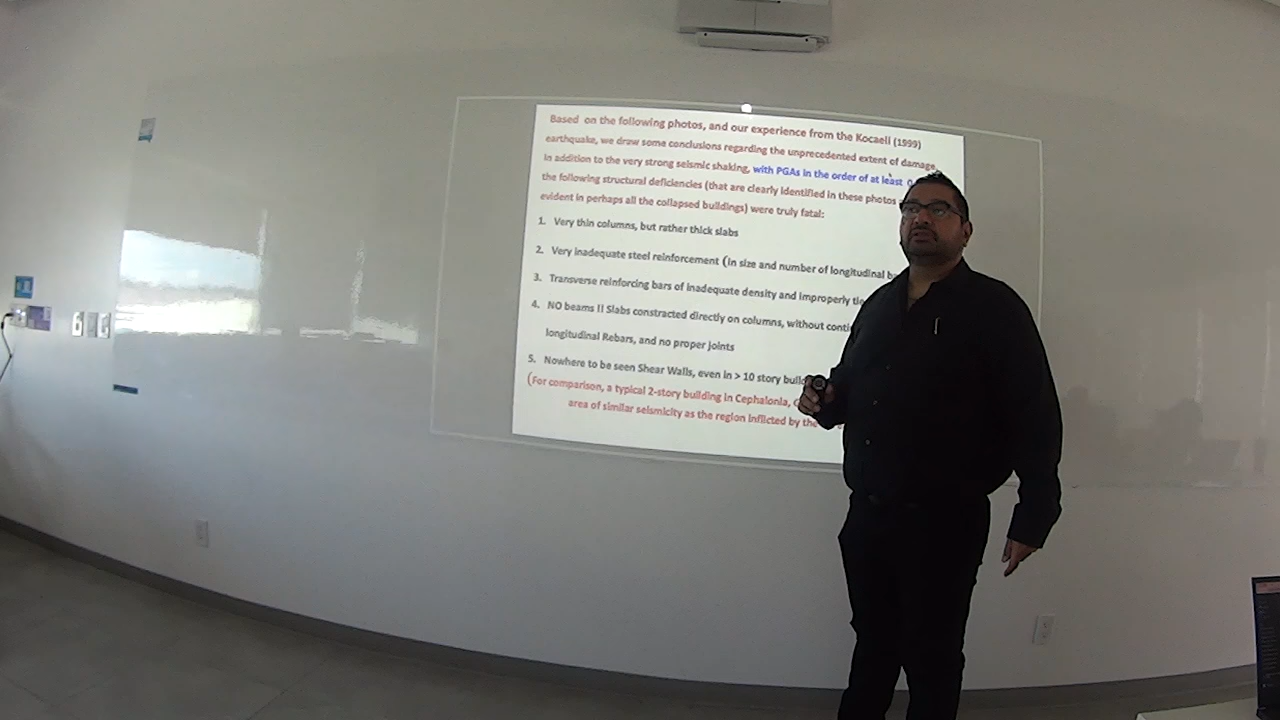 Based on the following photos, and our experience from the Kocaeli (1999)
earthquake, we draw some conclusions regarding the unprecedented extent of damage.
In addition to the very strong seismic shaking, with PGAs in the order of at least 0
the following structural deficiencies (that are clearly identified in these photos
evident in perhaps all the collapsed buildings) were truly fatal:
1. Very thin columns, but rather thick slabs
2. Very inadequate steel reinforcement (in size and number of longitudinal
3. Transverse reinforcing bars of inadequate density and improperly
4. NO beams !! Slabs constracted directly on columns, without
longitudinal Rebars, and no proper joints
5. Nowhere to be seen Shear Walls, even in > 10 story
(For comparison, a typical 2-story building in Cephalonia,
area of similar seismicity as the region inflicted by the